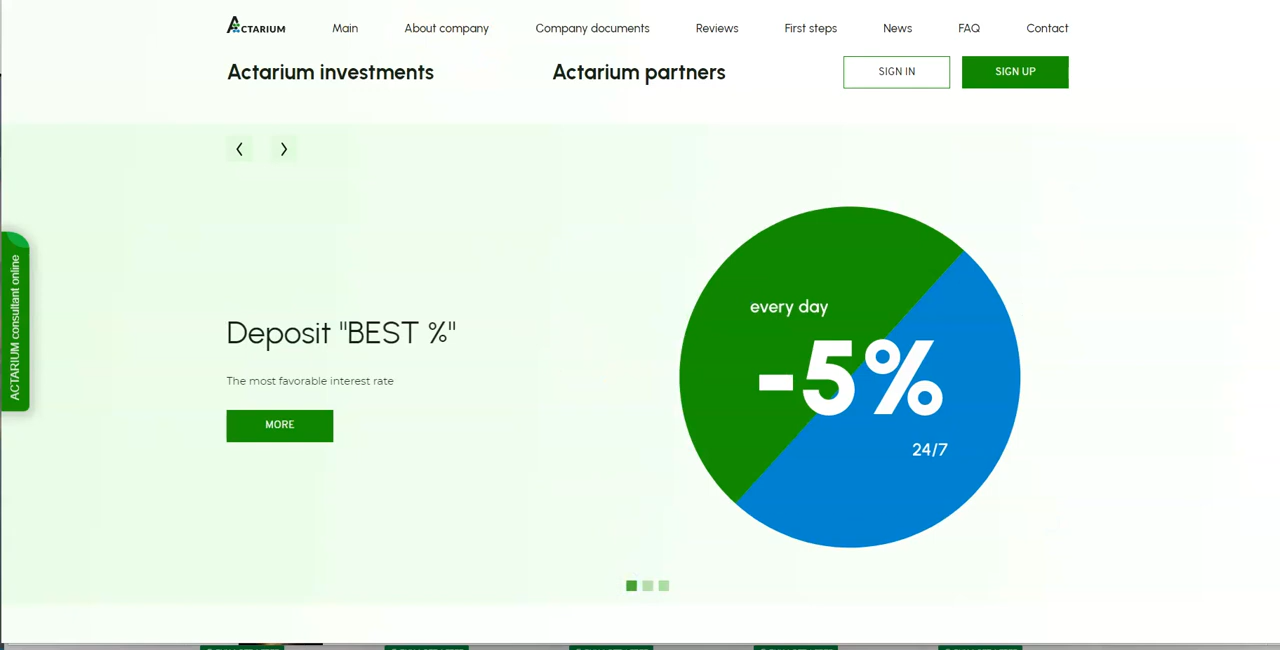 ACTARIUM
Main
About company
Company documents
Reviews
First steps
News
FAQ
Contact
Actarium investments
Actarium partners
SIGN IN
SIGN UP
ACTARIUM consultant online
every day
-5%
24/7
Deposit "BEST %"
The most favorable interest rate
MORE